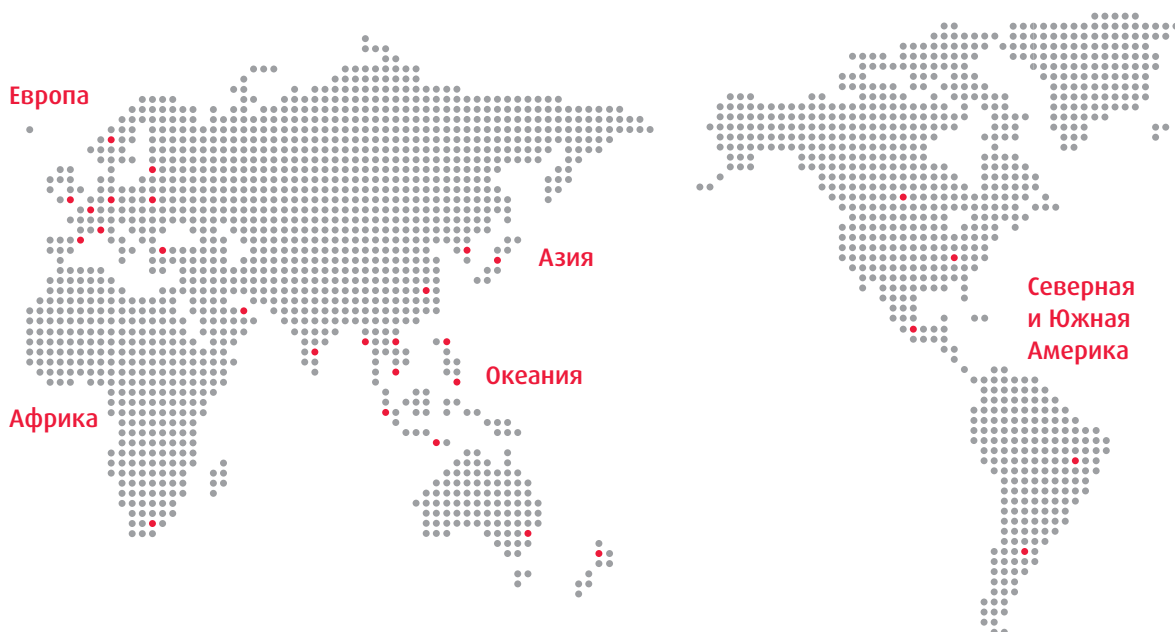 Европа
Азия
Северная
и Южная
Америка
Океания
Африка